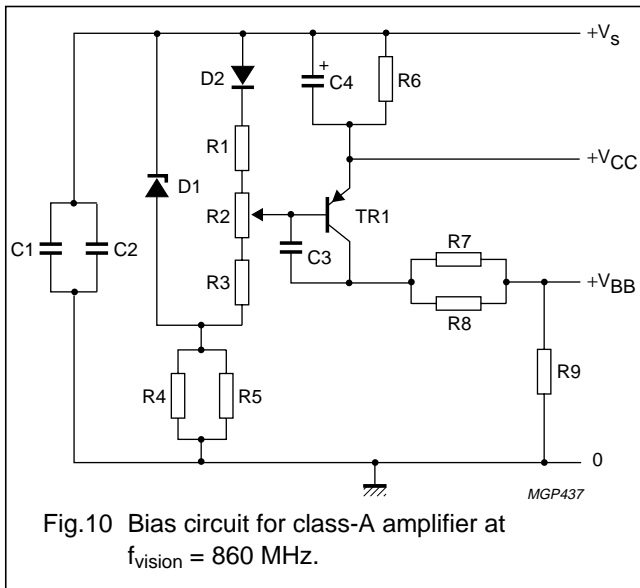 +VS
D2
+
C4
R6
R1
+VCC
D1
R2
TR1
C1
C2
C3
R7
R3
+VBB
R8
R4
R5
R9
0
MGP437
Fig.10 Bias circuit for class-A amplifier at
fvision = 860 MHz.